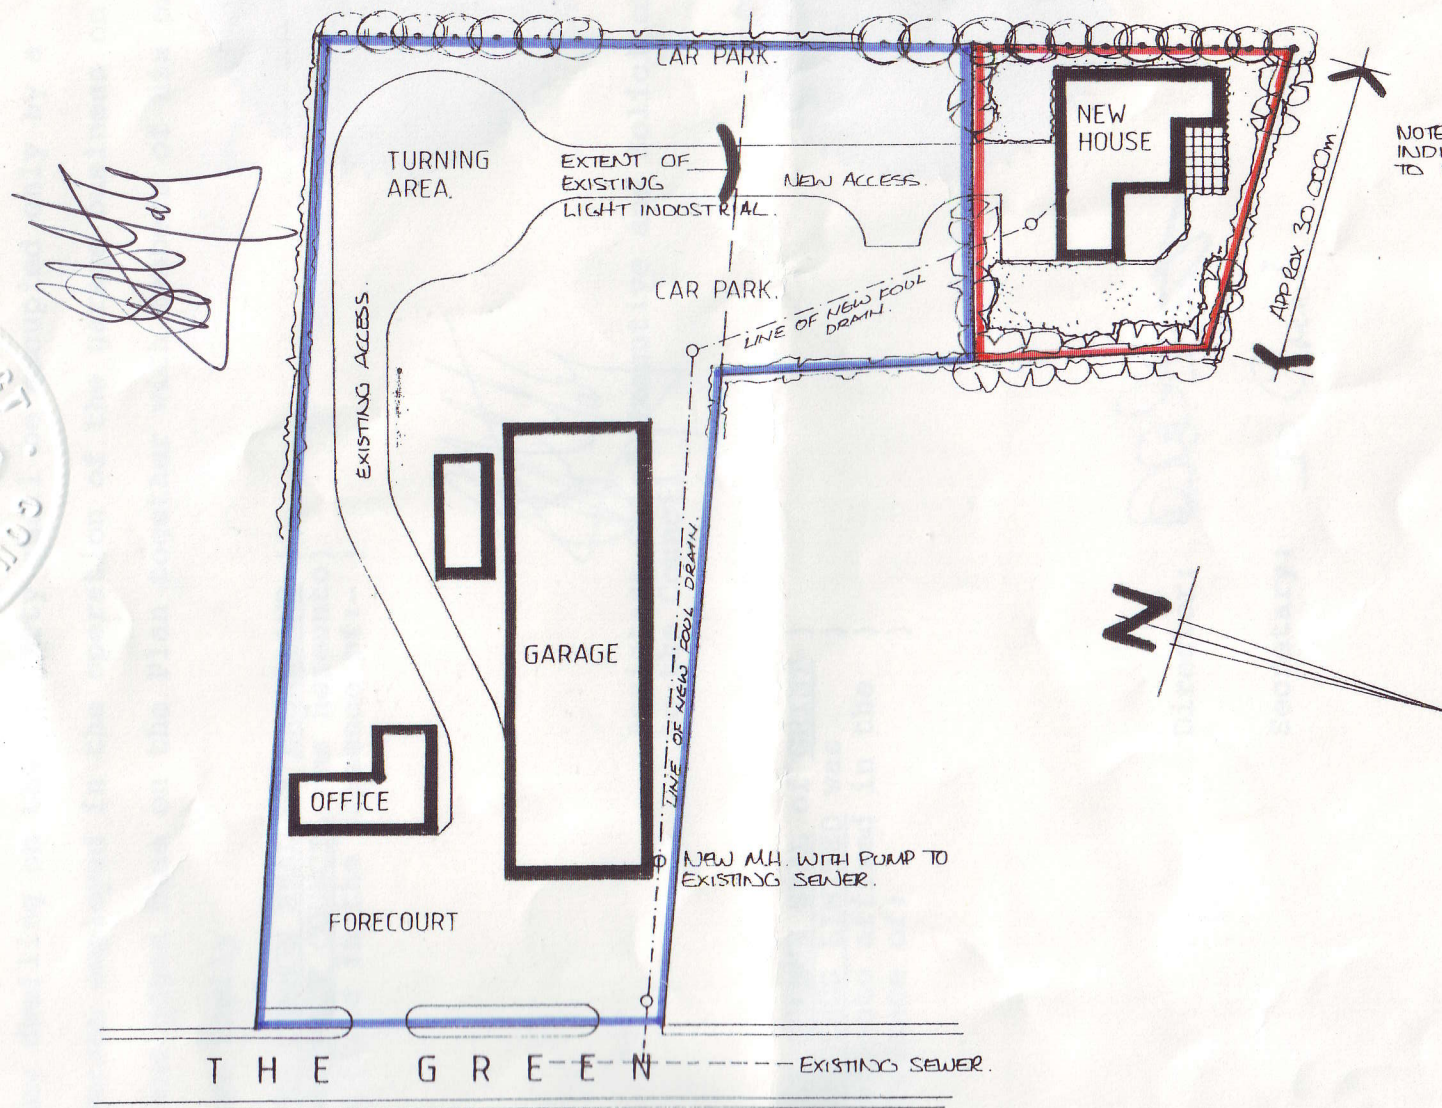 CAR PARK.
NEW
HOUSE
NOTE
INDI
TO
TURNING
AREA.
EXTENT OF
EXISTING
LIGHT INDUSTRIAL.
NEW ACCESS.
APPROX 30.000m
CAR PARK.
LINE OF NEW FOUL
DRAIN.
EXISTING ACCESS.
N
GARAGE
LINE OF NEW FOUL DRAIN.
OFFICE
NEW M.H. WITH PUMP TO
EXISTING SEWER.
FORECOURT
THE GREEN
EXISTING SEWER.